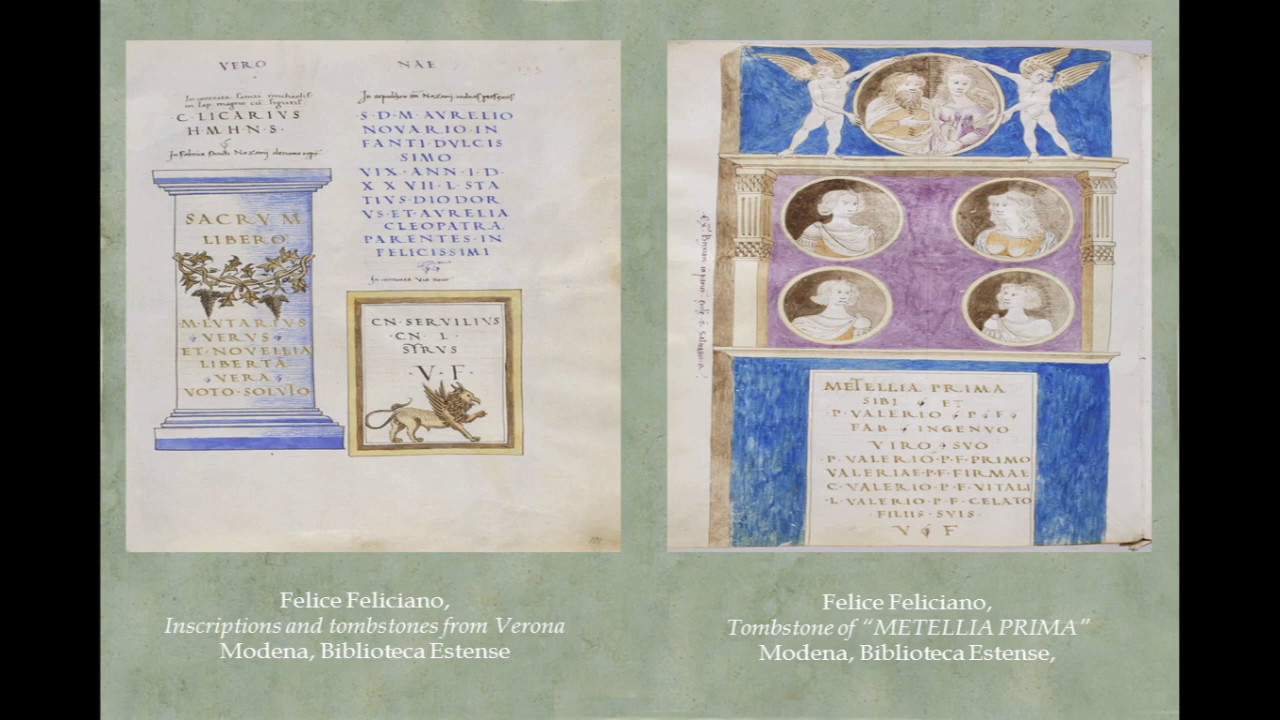 VERO NAE
C·LICARIVS
H·M·H·N·S·
SACRVM
LIBERO
M·LVTARIVS
VERVS
ET·NOVELLIA
LIBERTA
VERA
VOTO·SOLVTO
S·D·M·AVRELIO
NOVARIO·IN
FANTI·DVLCIS
SIMO
VIX·ANN·I·D·
XXVII·L·STA
TIVS·DIODOR
VS·ET·AVRELIA
CLEOPATRA
PARENTES·IN
FELICISSIMI
CN·SERVILIVS
CN·L·
STRVS
V·F·
METELLIA PRIMA
SIBI ET
P·VALERIO P·F
FAB INGENVO
VIRO SVO
P·VALERIO·P·F·PRIMO
VALERIAE·P·F·FIRMAE
C·VALERIO·P·F·VITALI
L·VALERIO·P·F·CELATO
FILIIS·SVIS·
V F
Felice Feliciano,
Inscriptions and tombstones from Verona
Modena, Biblioteca Estense
Felice Feliciano,
Tombstone of “METELLIA PRIMA”
Modena, Biblioteca Estense,